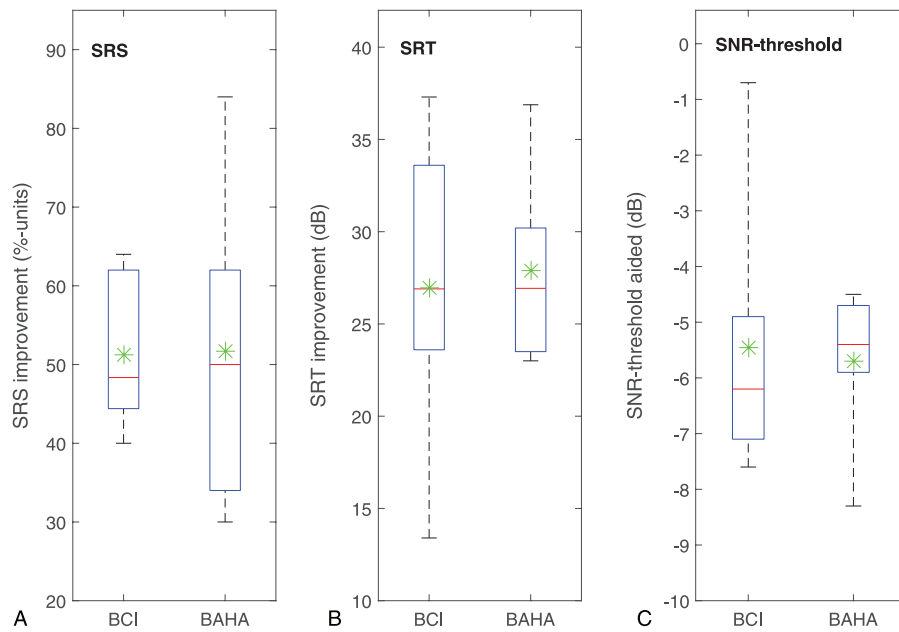 SRS
SRS improvement (%-units)
90
80
70
60
50
40
30
20
BCI
BAHA
A
SRT
SRT improvement (dB)
40
35
30
25
20
15
10
BCI
BAHA
B
SNR-threshold
SNR-threshold aided (dB)
0
-1
-2
-3
-4
-5
-6
-7
-8
-9
-10
BCI
BAHA
C